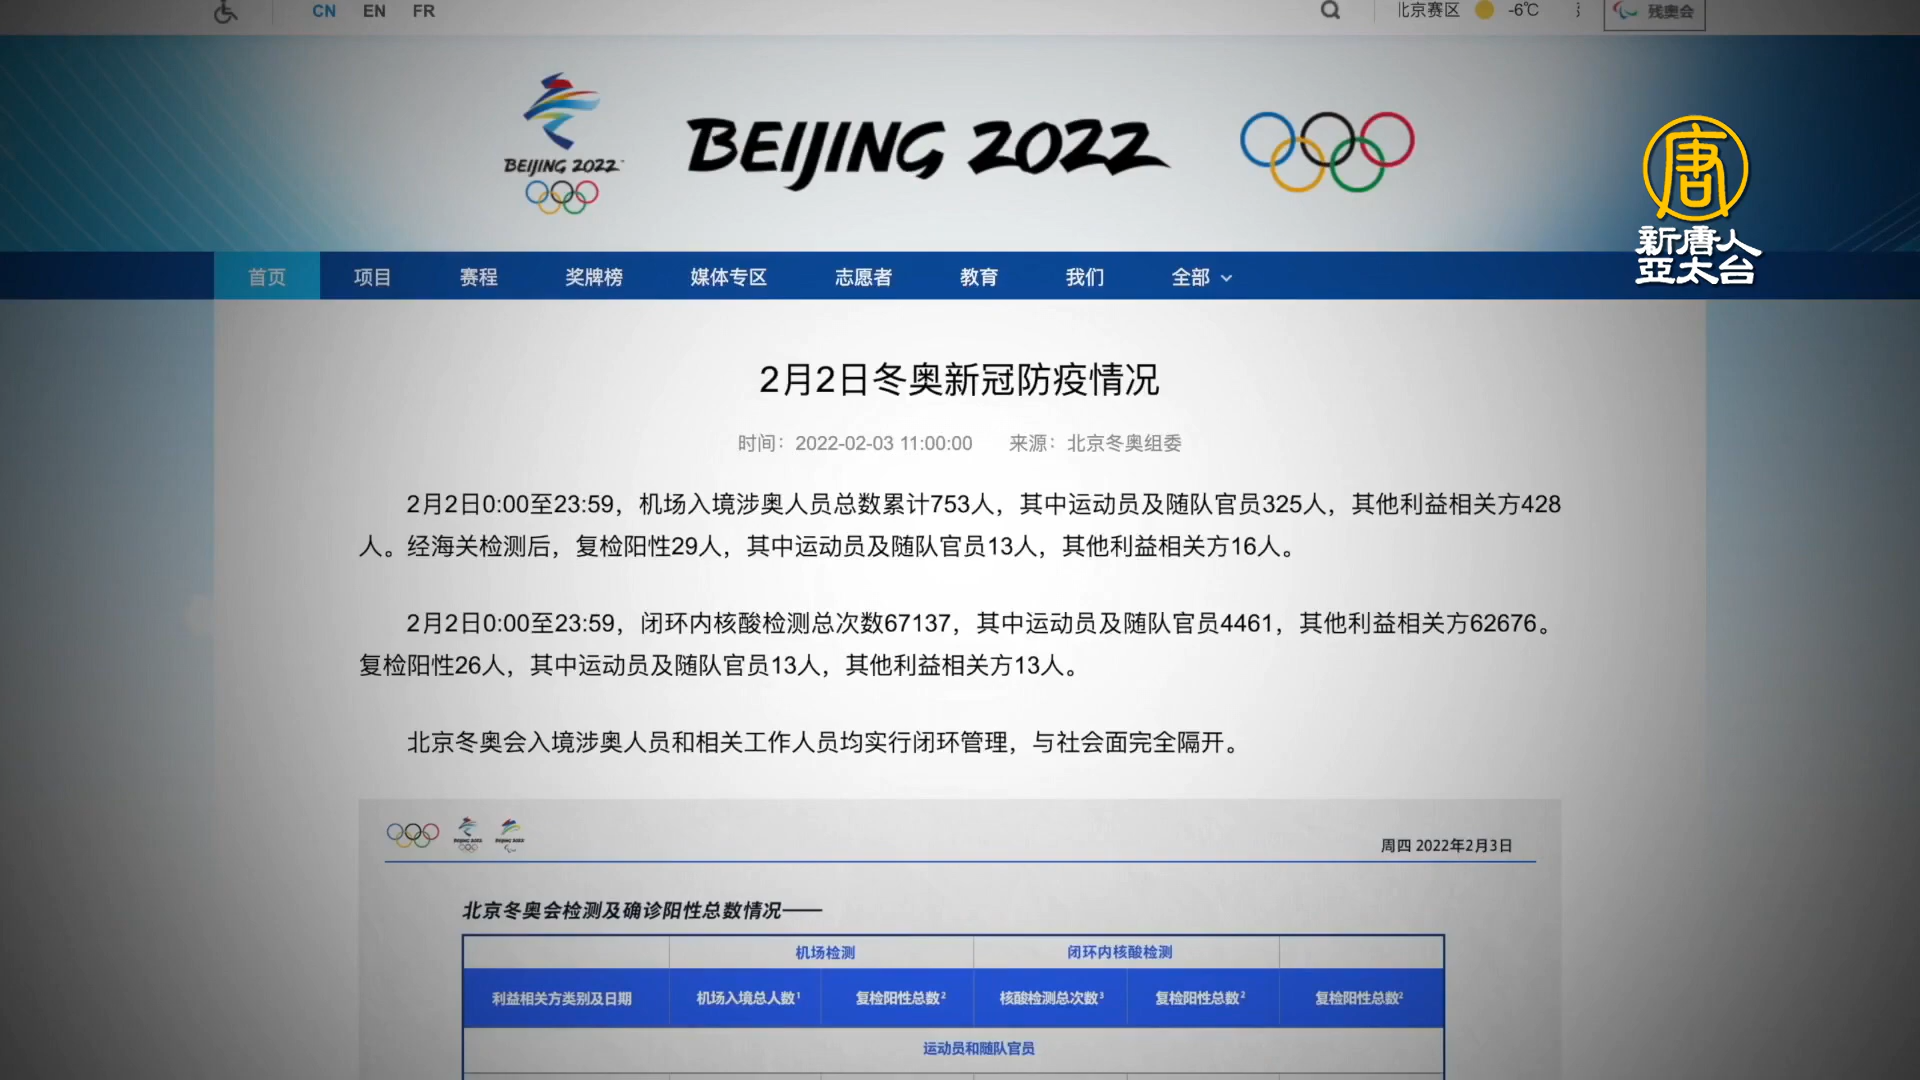 CN EN FR
北京赛区 -6℃
残奥会
BEIJING 2022
BEIJING 2022
唐
新唐人
亞太台
首页 项目 赛程 奖牌榜 媒体专区 志愿者 教育 我们 全部
2月2日冬奥新冠防疫情况
时间：2022-02-03 11:00:00 来源：北京冬奥组委
2月2日0:00至23:59，机场入境涉奥人员总数累计753人，其中运动员及随队官员325人，其他利益相关方428
人。经海关检测后，复检阳性29人，其中运动员及随队官员13人，其他利益相关方16人。
2月2日0:00至23:59，闭环内核酸检测总次数67137，其中运动员及随队官员4461，其他利益相关方62676。
复检阳性26人，其中运动员及随队官员13人，其他利益相关方13人。
北京冬奥会入境涉奥人员和相关工作人员均实行闭环管理，与社会面完全隔开。
BEIJING 2022 BEIJING 2022
周四 2022年2月3日
北京冬奥会检测及确诊阳性总数情况——
机场检测 闭环内核酸检测
利益相关方类别及日期 机场入境总人数¹ 复检阳性总数² 核酸检测总次数³ 复检阳性总数² 复检阳性总数²
运动员和随队官员